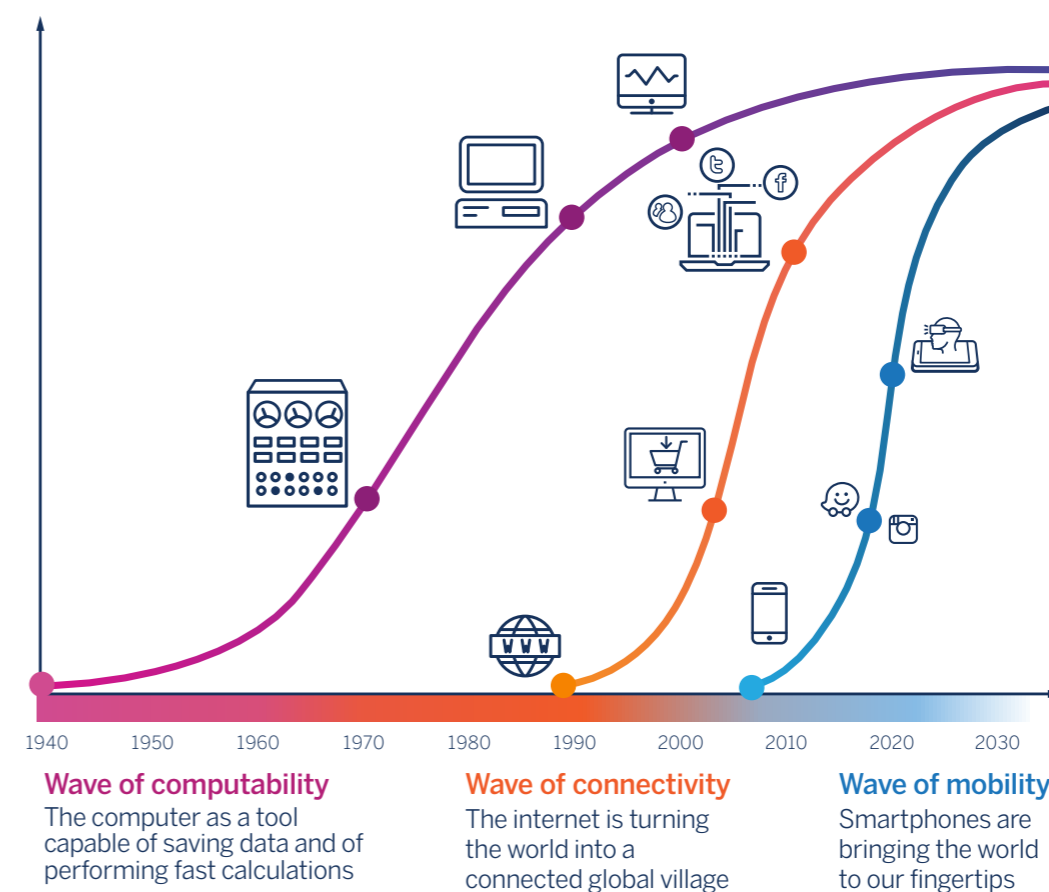 t
f
WWW
1940 1950 1960 1970 1980 1990 2000 2010 2020 2030
Wave of computability
The computer as a tool
capable of saving data and of
performing fast calculations
Wave of connectivity
The internet is turning
the world into a
connected global village
Wave of mobility
Smartphones are
bringing the world
to our fingertips